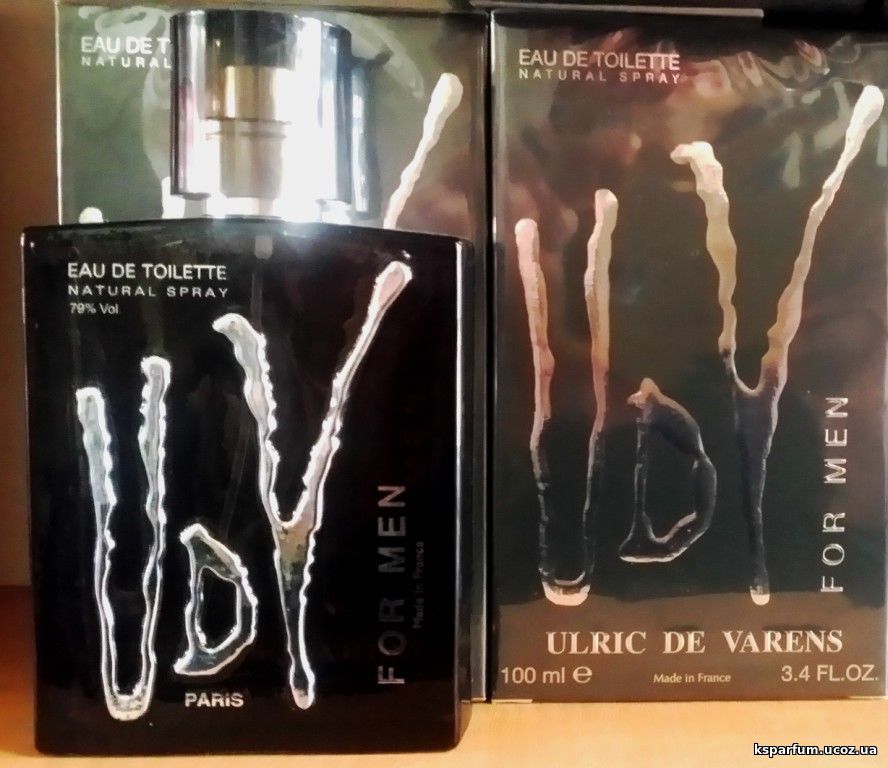 EAU DE T
NATURAL
EAU DE TOILETTE
NATURAL SPRAY
79% Vol
UDV
FOR MEN
Made in France
PARIS
EAU DE TOILETTE
NATURAL SPRAY
UDV
FOR MEN
ULRIC DE VARENS
100 ml ℮
Made in France
3.4 FL.OZ.
ksparfum.ucoz.ua